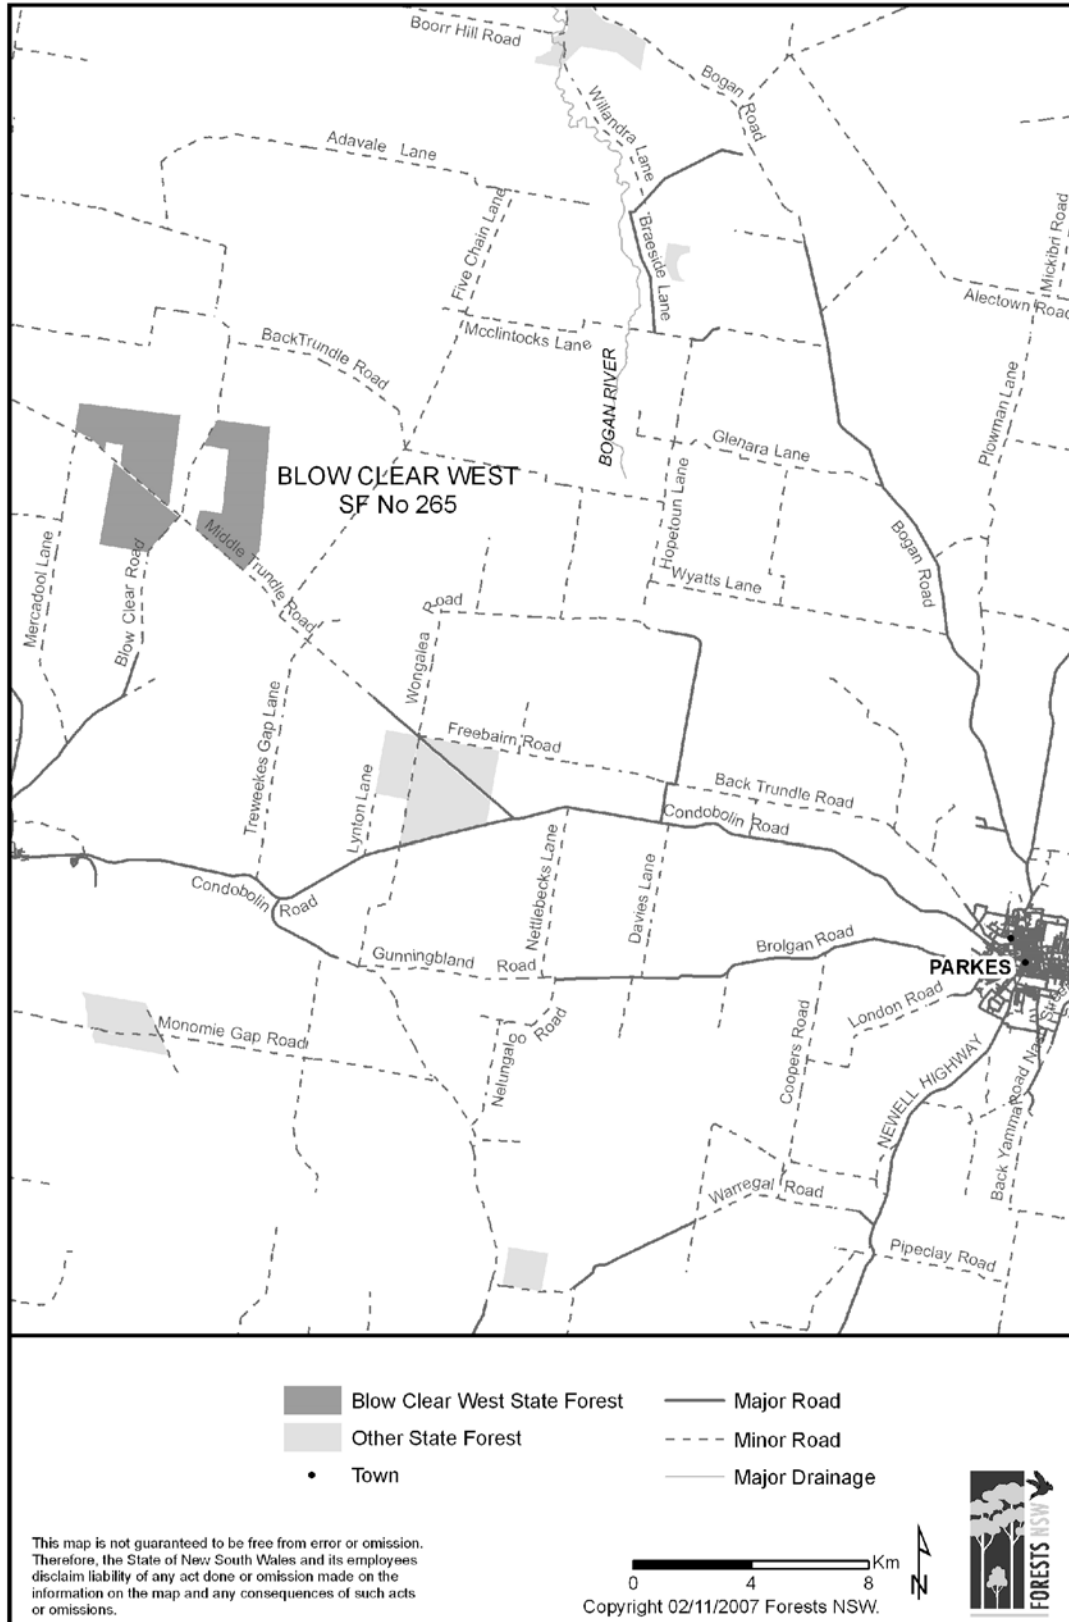 Boorr Hill Road
Bogan Road
Willandra Lane
Adavale Lane
Five Chain Lane
Braeside Lane
Mickibri Road
Alectown Road
BackTrundle Road
Mcclintocks Lane
BOGAN RIVER
Plowman Lane
Glenara Lane
BLOW CLEAR WEST
SF No 265
Hopetoun Lane
Bogan Road
Middle Trundle Road
Mercadool Lane
Blow Clear Road
Wyatts Lane
Wongalea Road
Treweekes Gap Lane
Freebairn Road
Lynton Lane
Back Trundle Road
Condobolin Road
Nettlebecks Lane
Davies Lane
Condobolin Road
Gunningbland Road
Brolgan Road
PARKES
London Road
Monomie Gap Road
Nelungaloo Road
Coopers Road
NEWELL HIGHWAY
Back Yamma Road
Nash Street
Warregal Road
Pipeclay Road
Blow Clear West State Forest
Other State Forest
Town
Major Road
Minor Road
Major Drainage
This map is not guaranteed to be free from error or omission.
Therefore, the State of New South Wales and its employees
disclaim liability of any act done or omission made on the
information on the map and any consequences of such acts
or omissions.
Km
0 4 8
N
Copyright 02/11/2007 Forests NSW.
FORESTS NSW